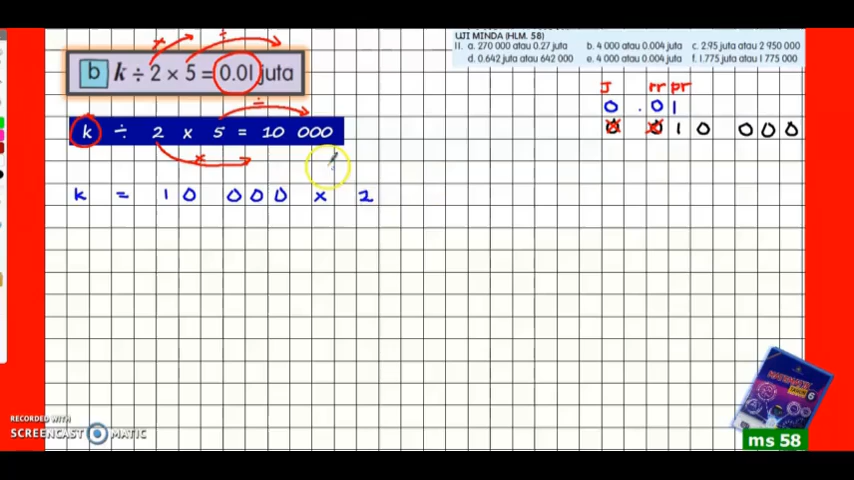 UJI MINDA (HLM. 58)
11. a. 270 000 atau 0.27 juta b. 4 000 atau 0.004 juta c. 2.95 juta atau 2 950 000
d. 0.642 juta atau 642 000 e. 4 000 atau 0.004 juta f. 1.775 juta atau 1 775 000
× ÷
b k ÷ 2 × 5 = 0.01 juta
J rr pr
÷
0 . 0 1
k ÷ 2 x 5 = 10 000
0 0 1 0 0 0 0
x
k = 10 000 x 2
MATEMATIK
6
RECORDED WITH
SCREENCAST MATIC
ms 58